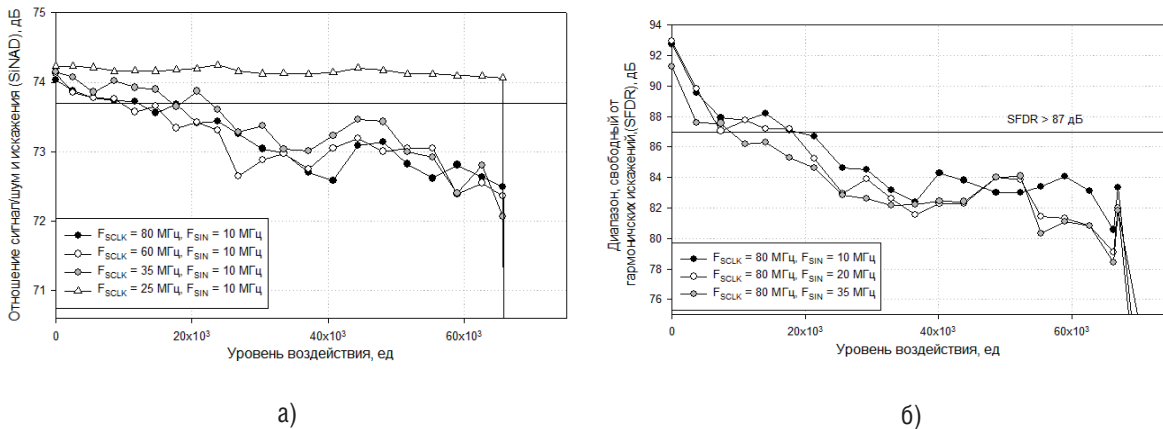 Отношение сигнал/шум и искажения (SINAD), дБ
75
74
73
72
71
F_SCLK = 80 МГц, F_SIN = 10 МГц
F_SCLK = 60 МГц, F_SIN = 10 МГц
F_SCLK = 35 МГц, F_SIN = 10 МГц
F_SCLK = 25 МГц, F_SIN = 10 МГц
0
20x10³
40x10³
60x10³
Уровень воздействия, ед
а)
Диапазон, свободный от
гармонических искажений,(SFDR), дБ
94
92
90
88
86
84
82
80
78
76
SFDR > 87 дБ
F_SCLK = 80 МГц, F_SIN = 10 МГц
F_SCLK = 80 МГц, F_SIN = 20 МГц
F_SCLK = 80 МГц, F_SIN = 35 МГц
0
20x10³
40x10³
60x10³
Уровень воздействия, ед
б)